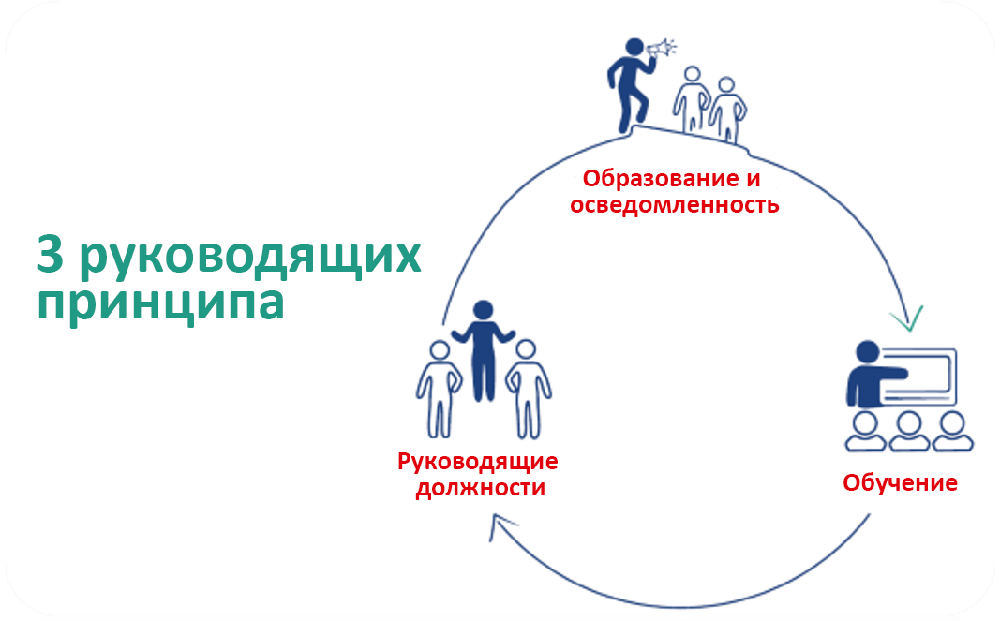 3 руководящих
принципа
Образование и
осведомленность
Руководящие
должности
Обучение